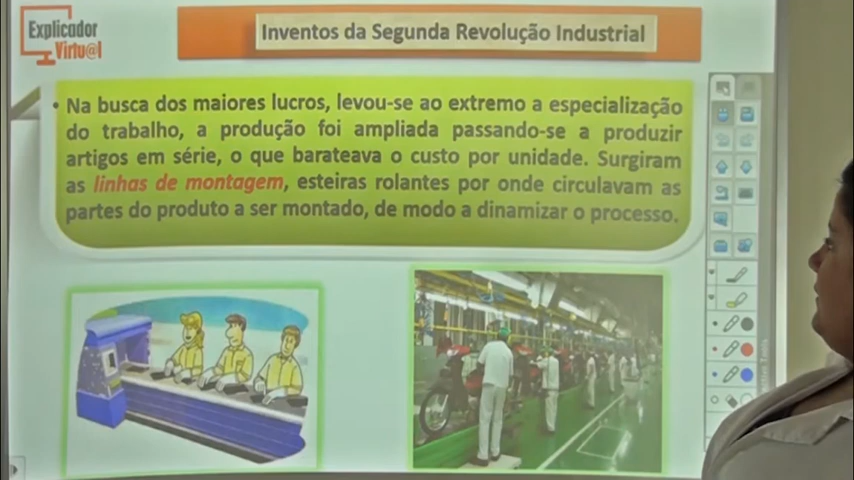 Explicador
Virtu@l
Inventos da Segunda Revolução Industrial
• Na busca dos maiores lucros, levou-se ao extremo a especialização
do trabalho, a produção foi ampliada passando-se a produzir
artigos em série, o que barateava o custo por unidade. Surgiram
as linhas de montagem, esteiras rolantes por onde circulavam as
partes do produto a ser montado, de modo a dinamizar o processo.